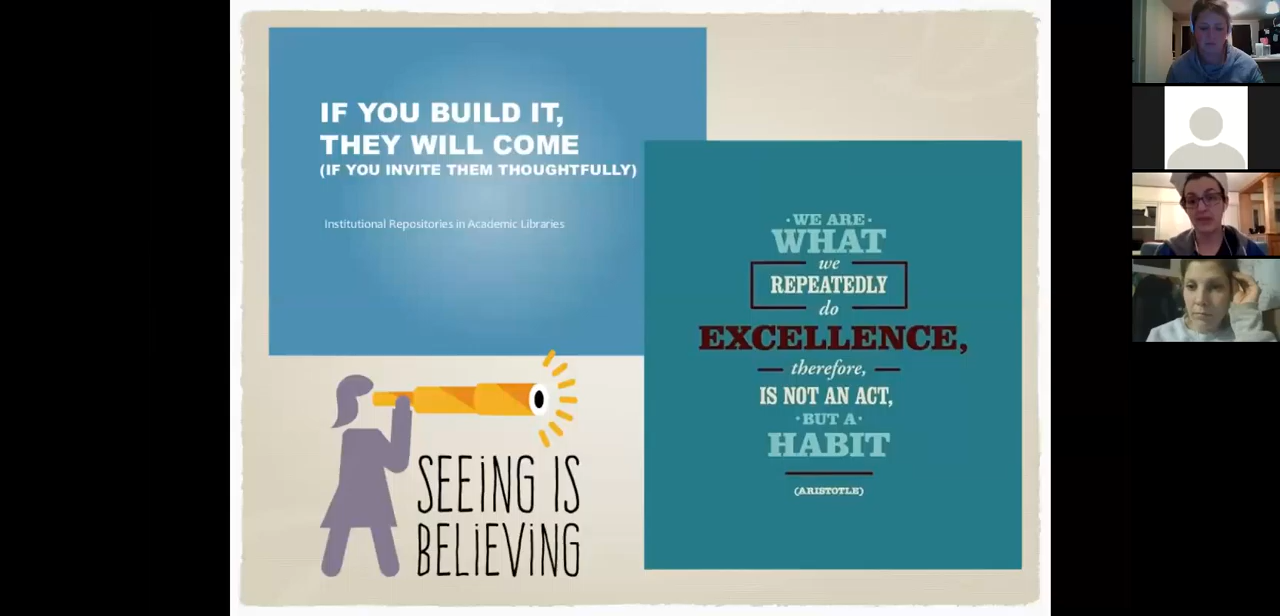 IF YOU BUILD IT,
THEY WILL COME
(IF YOU INVITE THEM THOUGHTFULLY)
Institutional Repositories in Academic Libraries
·WE ARE·
WHAT
we
REPEATEDLY
do
EXCELLENCE,
therefore,
IS NOT AN ACT,
·BUT A·
HABIT
(ARISTOTLE)
SEEING IS
BELIEVING